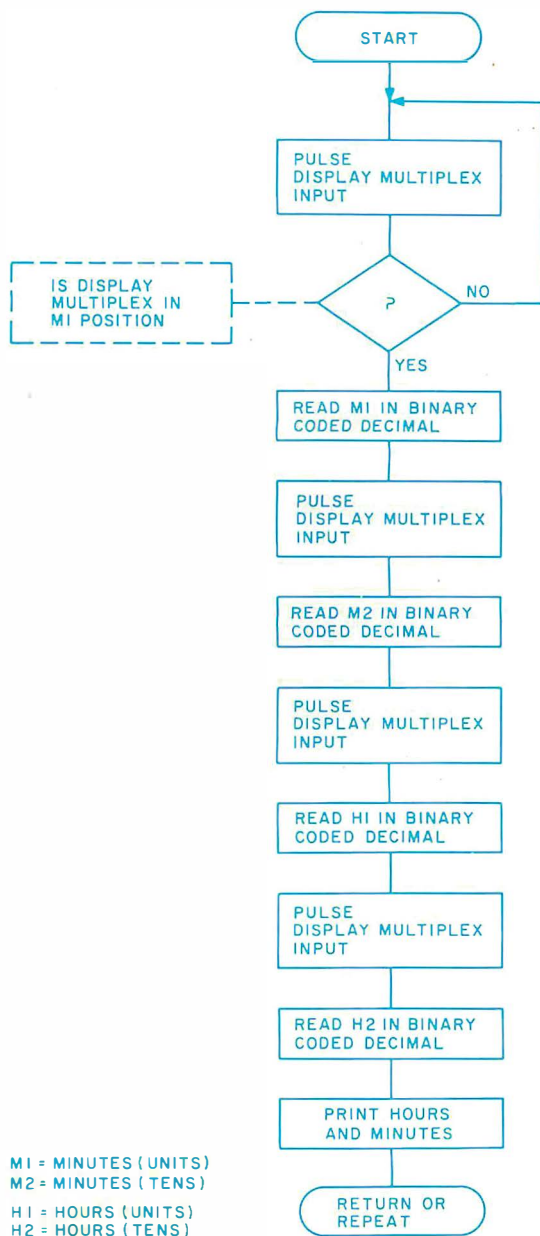 START
PULSE
DISPLAY MULTIPLEX
INPUT
IS DISPLAY
MULTIPLEX IN
M1 POSITION
?
NO
YES
READ M1 IN BINARY
CODED DECIMAL
PULSE
DISPLAY MULTIPLEX
INPUT
READ M2 IN BINARY
CODED DECIMAL
PULSE
DISPLAY MULTIPLEX
INPUT
READ H1 IN BINARY
CODED DECIMAL
PULSE
DISPLAY MULTIPLEX
INPUT
READ H2 IN BINARY
CODED DECIMAL
PRINT HOURS
AND MINUTES
RETURN OR
REPEAT
M1 = MINUTES (UNITS)
M2 = MINUTES (TENS)
H1 = HOURS (UNITS)
H2 = HOURS (TENS)